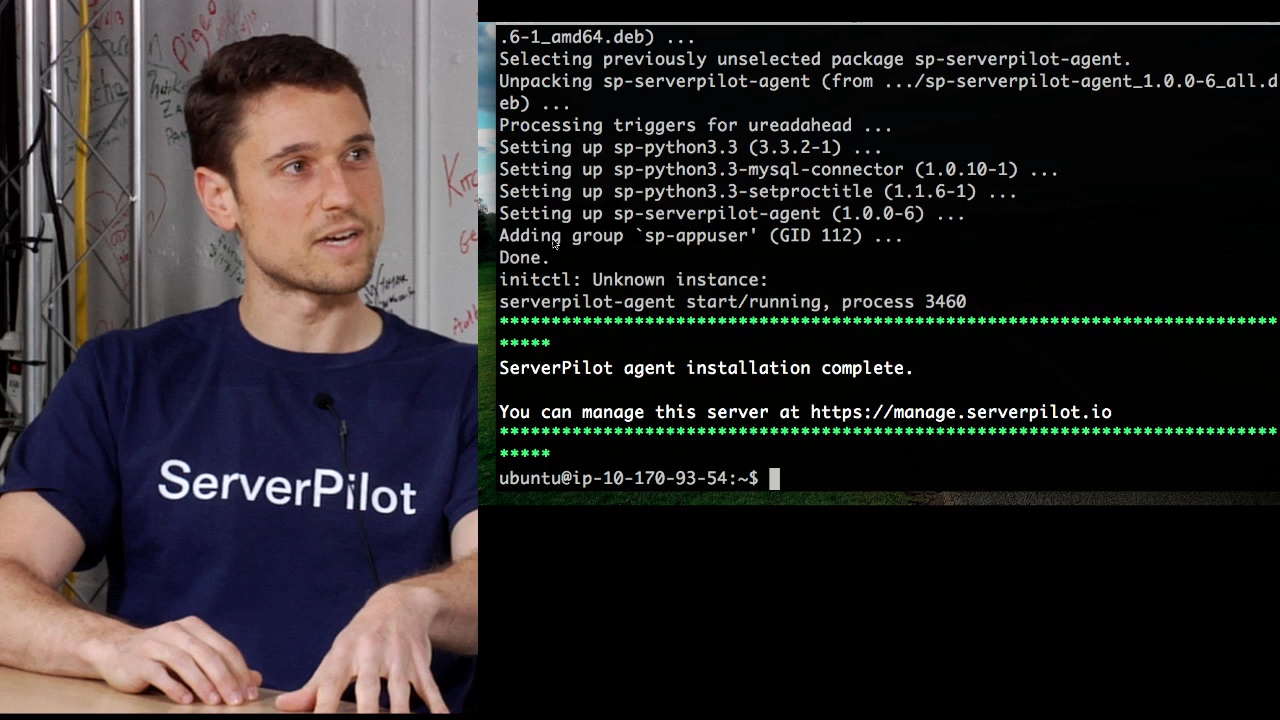 ServerPilot
.6-1_amd64.deb) ...
Selecting previously unselected package sp-serverpilot-agent.
Unpacking sp-serverpilot-agent (from .../sp-serverpilot-agent_1.0.0-6_all.d
eb) ...
Processing triggers for ureadahead ...
Setting up sp-python3.3 (3.3.2-1) ...
Setting up sp-python3.3-mysql-connector (1.0.10-1) ...
Setting up sp-python3.3-setproctitle (1.1.6-1) ...
Setting up sp-serverpilot-agent (1.0.0-6) ...
Adding group `sp-appuser' (GID 112) ...
Done.
initctl: Unknown instance:
serverpilot-agent start/running, process 3460
***************************************************************************
*****
ServerPilot agent installation complete.
You can manage this server at https://manage.serverpilot.io
***************************************************************************
*****
ubuntu@ip-10-170-93-54:~$